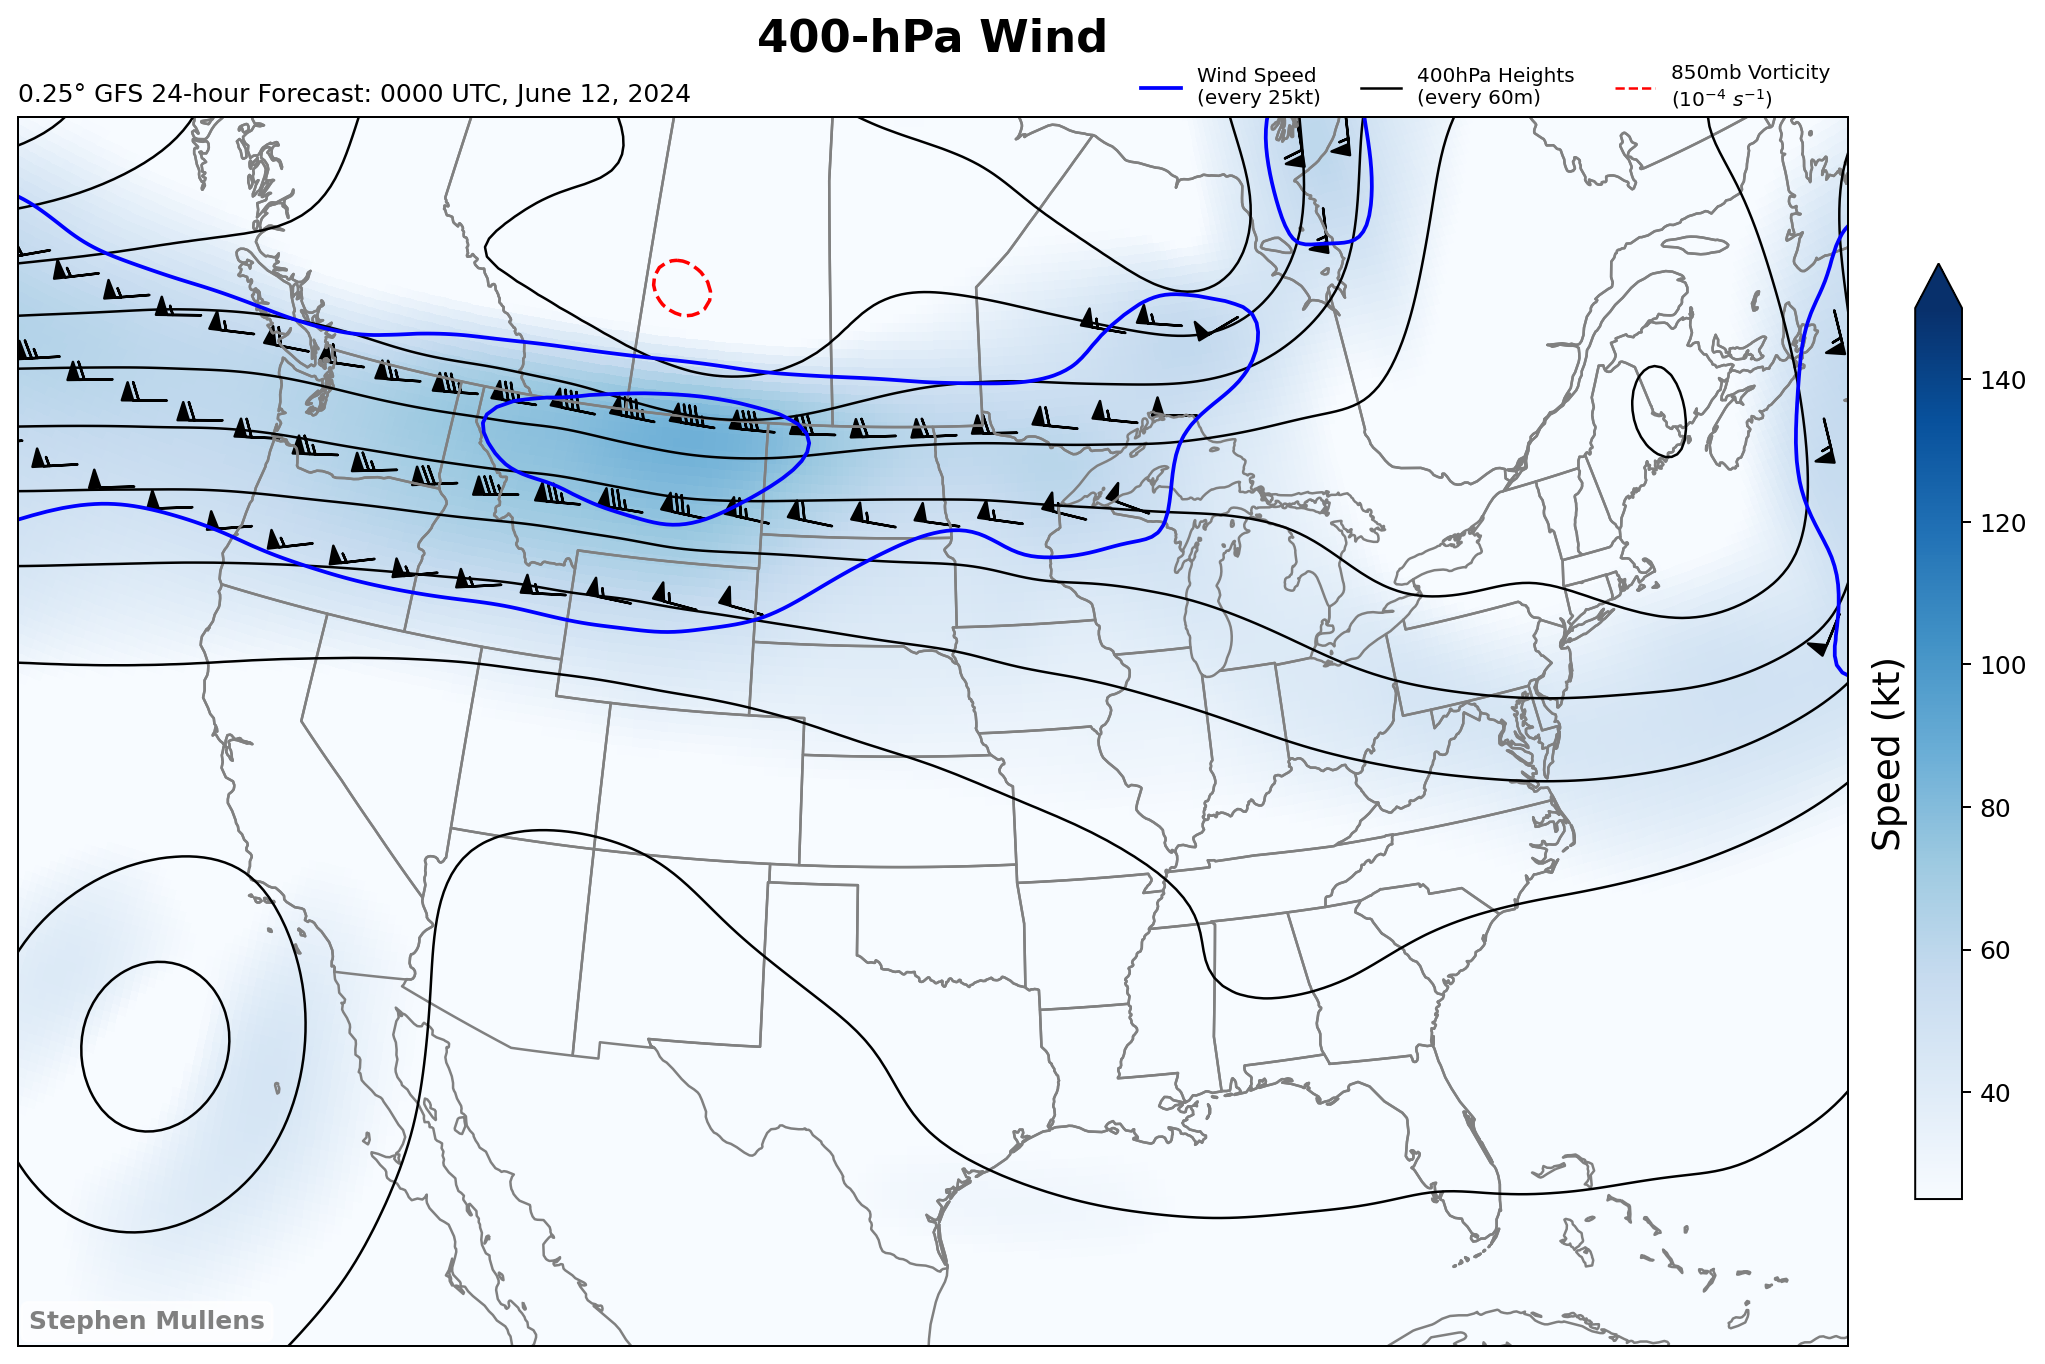 400-hPa Wind
0.25° GFS 24-hour Forecast: 0000 UTC, June 12, 2024
Wind Speed
(every 25kt)
400hPa Heights
(every 60m)
850mb Vorticity
(10⁻⁴ s⁻¹)
140
120
100
80
60
40
Speed (kt)
Stephen Mullens